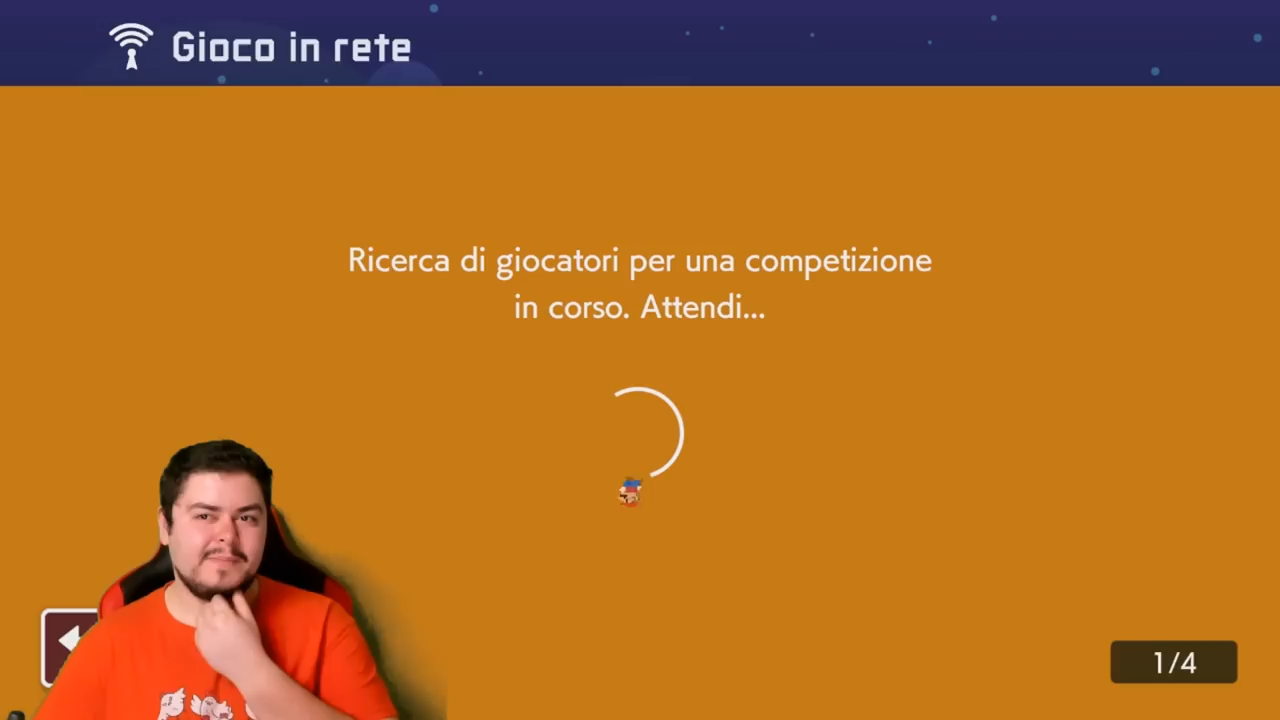 Gioco in rete
Ricerca di giocatori per una competizione
in corso. Attendi...
1/4